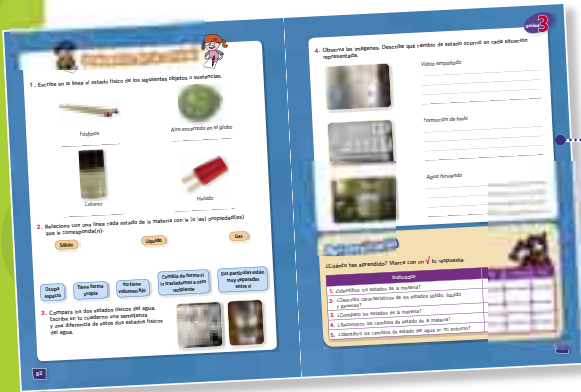 1. Escribe en la línea el estado físico de los siguientes objetos o sustancias.
Fósforos
Aire encerrado en el globo
Colonia
Helado
2. Relaciona con una línea cada estado de la materia con la (o las) propiedad(es)
que le corresponda(n).
Sólido
Líquido
Gas
Ocupa
espacio
Tiene forma
propia
No tiene
volumen fijo
Cambia de forma si
lo trasladamos a otro
recipiente
Sus partículas están
muy separadas
entre sí
3. Compara los dos estados físicos del agua.
Escribe en tu cuaderno una semejanza
y una diferencia de estos dos estados físicos
del agua.
62
3
4. Observa las imágenes. Describe qué cambio de estado ocurrió en cada situación
representada.
Vidrio empañado
Formación de hielo
Agua hirviendo
¿Cuánto has aprendido? Marca con un √ tu respuesta.
Indicador
1. ¿Identifico los estados de la materia?
2. ¿Describo características de los estados sólido, líquido
y gaseoso?
3. ¿Comparo los estados de la materia?
4. ¿Reconozco los cambios de estado de la materia?
5. ¿Identifico los cambios de estado del agua en mi entorno?